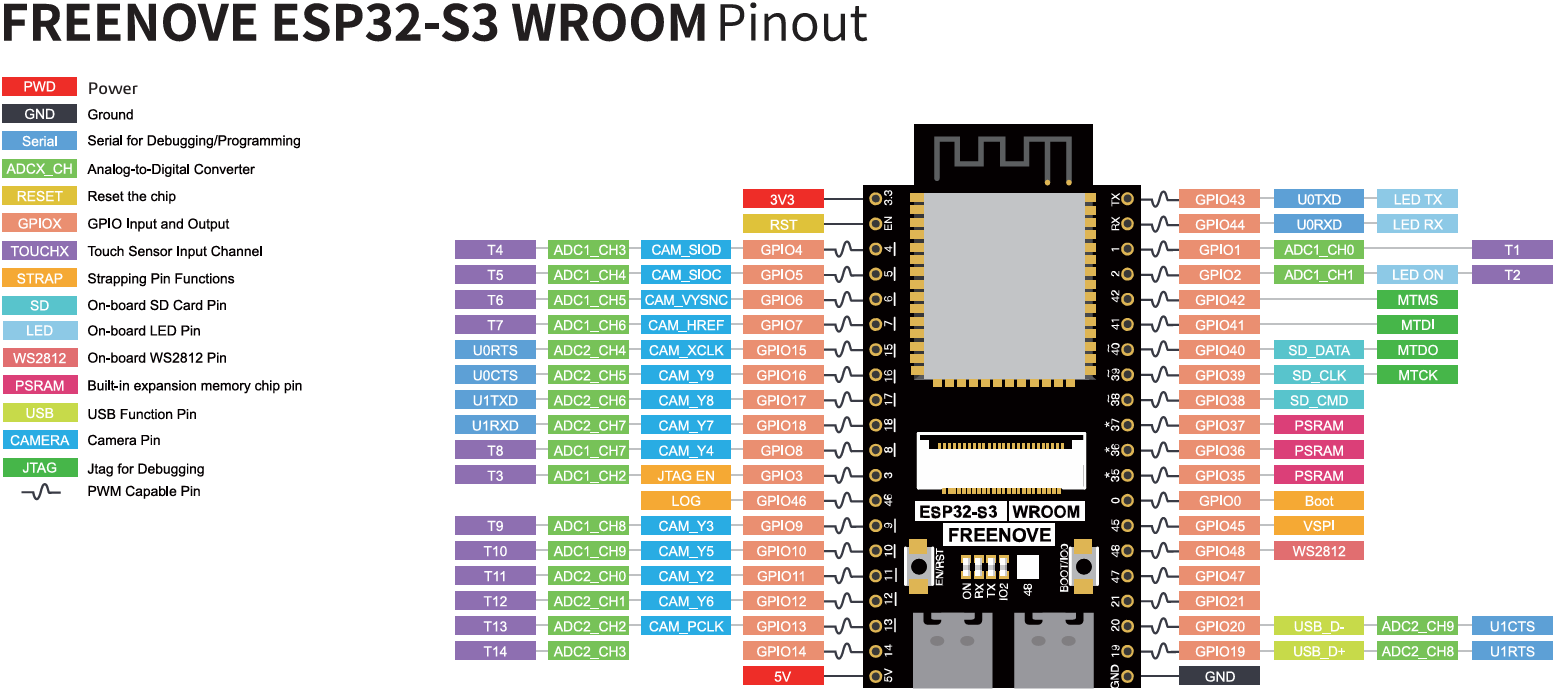 FREENOVE ESP32-S3 WROOM Pinout
PWD Power
GND Ground
Serial Serial for Debugging/Programming
ADCX_CH Analog-to-Digital Converter
RESET Reset the chip
GPIOX GPIO Input and Output
TOUCHX Touch Sensor Input Channel
STRAP Strapping Pin Functions
SD On-board SD Card Pin
LED On-board LED Pin
WS2812 On-board WS2812 Pin
PSRAM Built-in expansion memory chip pin
USB USB Function Pin
CAMERA Camera Pin
JTAG Jtag for Debugging
PWM Capable Pin
3V3 3.3
RST EN
T4 ADC1_CH3 CAM_SIOD GPIO4 4
T5 ADC1_CH4 CAM_SIOC GPIO5 5
T6 ADC1_CH5 CAM_VYSNC GPIO6 6
T7 ADC1_CH6 CAM_HREF GPIO7 7
U0RTS ADC2_CH4 CAM_XCLK GPIO15 15
U0CTS ADC2_CH5 CAM_Y9 GPIO16 16
U1TXD ADC2_CH6 CAM_Y8 GPIO17 17
U1RXD ADC2_CH7 CAM_Y7 GPIO18 18
T8 ADC1_CH7 CAM_Y4 GPIO8 8
T3 ADC1_CH2 JTAG EN GPIO3 3
LOG GPIO46 46
T9 ADC1_CH8 CAM_Y3 GPIO9 9
T10 ADC1_CH9 CAM_Y5 GPIO10 10
T11 ADC2_CH0 CAM_Y2 GPIO11 11
T12 ADC2_CH1 CAM_Y6 GPIO12 12
T13 ADC2_CH2 CAM_PCLK GPIO13 13
T14 ADC2_CH3 GPIO14 14
5V 5V
ESP32-S3 WROOM
FREENOVE
EN/RST
ON
RX
TX
IO2
48
BOOT/IO0
TX GPIO43 U0TXD LED TX
RX GPIO44 U0RXD LED RX
1 GPIO1 ADC1_CH0 T1
2 GPIO2 ADC1_CH1 LED ON T2
42 GPIO42 MTMS
41 GPIO41 MTDI
~40 GPIO40 SD_DATA MTDO
~39 GPIO39 SD_CLK MTCK
~38 GPIO38 SD_CMD
*37 GPIO37 PSRAM
*36 GPIO36 PSRAM
*35 GPIO35 PSRAM
0 GPIO0 Boot
45 GPIO45 VSPI
48 GPIO48 WS2812
47 GPIO47
21 GPIO21
20 GPIO20 USB_D- ADC2_CH9 U1CTS
19 GPIO19 USB_D+ ADC2_CH8 U1RTS
GND GND